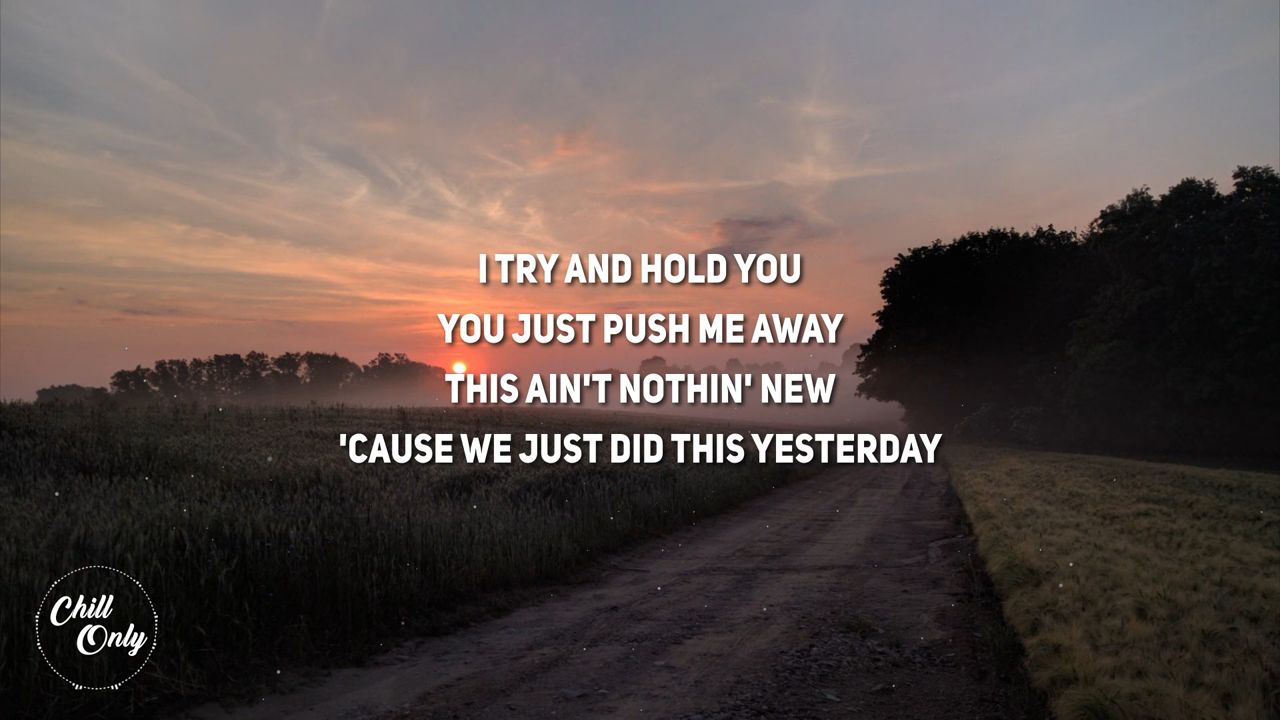 I TRY AND HOLD YOU
YOU JUST PUSH ME AWAY
THIS AIN'T NOTHIN' NEW
'CAUSE WE JUST DID THIS YESTERDAY
Chill
Only